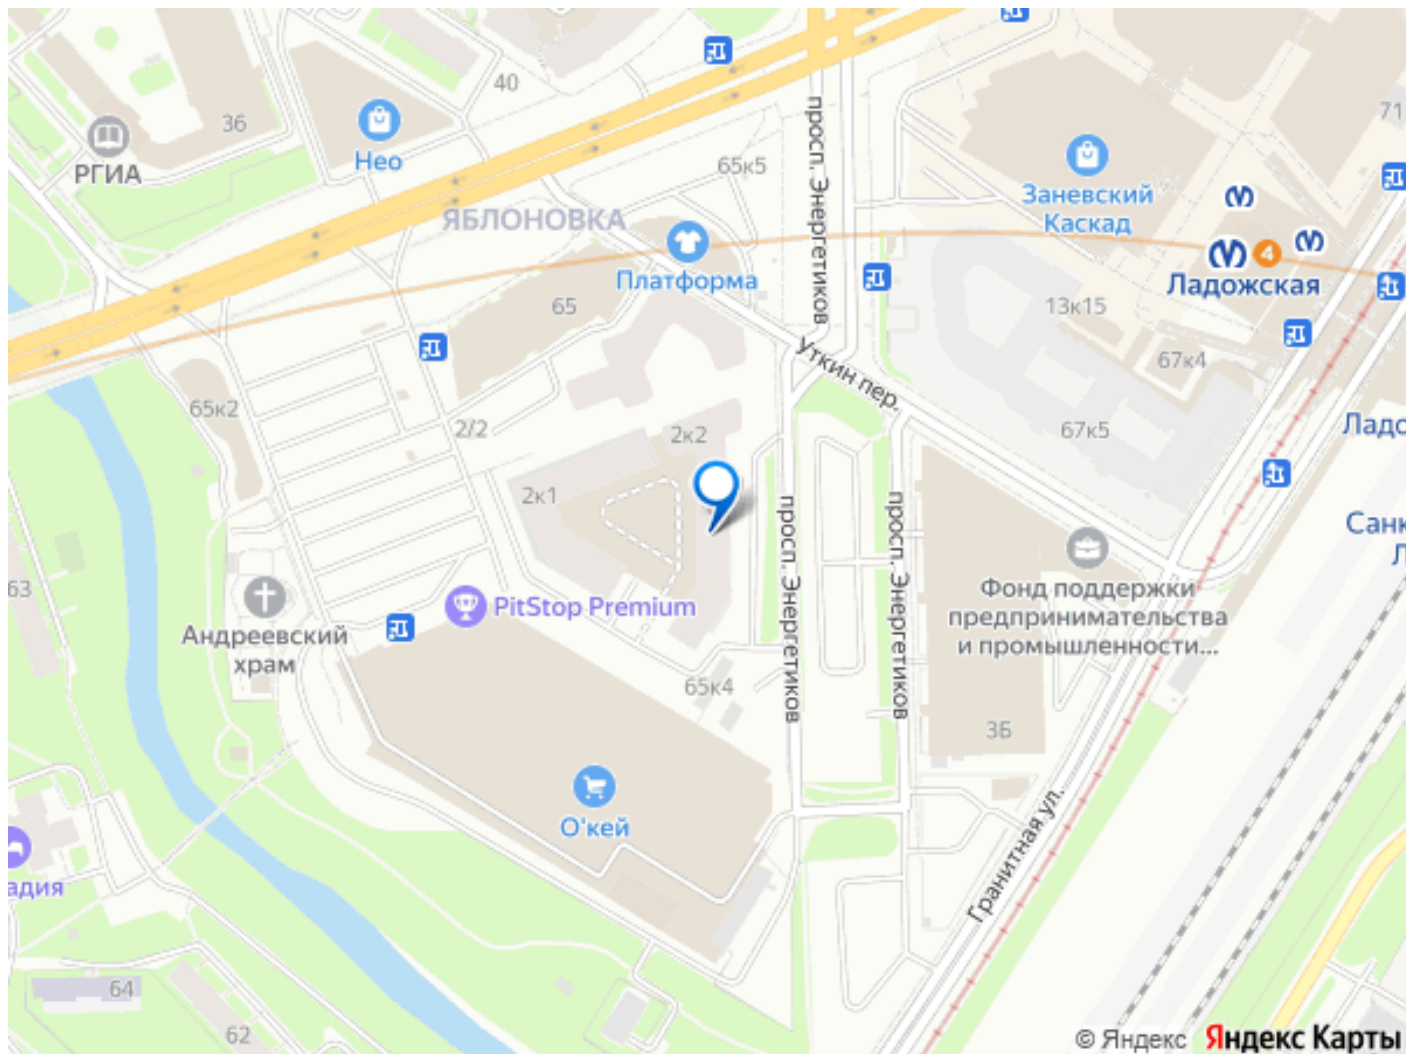 40
36
71
Нео
просп. Энергетиков
65к5
РГИА
Заневский
Каскад
ЯБЛОНОВКА
4
Ладожская
Платформа
65
13к15
Уткин пер.
67к4
65к2
2/2
2к2
67к5
Ладо
2к1
просп. Энергетиков
просп. Энергетиков
Санк
Л
63
Фонд поддержки
предпринимательства
и промышленности...
PitStop Premium
Андреевский
храм
65к4
3Б
О'кей
Гранитная ул.
адия
64
62
© Яндекс Яндекс Карты